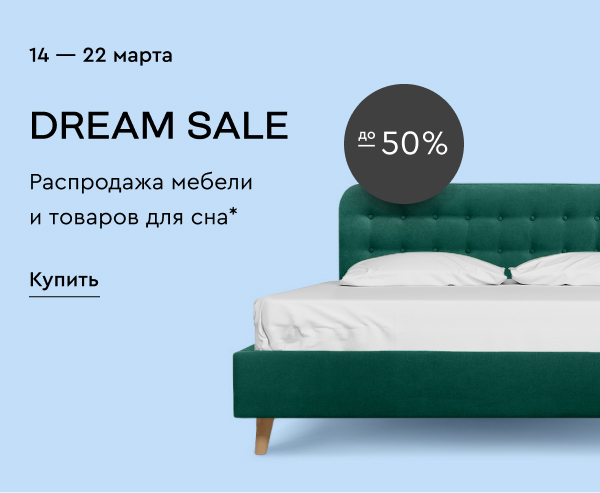 14 — 22 марта
DREAM SALE
до 50%
Распродажа мебели
и товаров для сна*
Купить